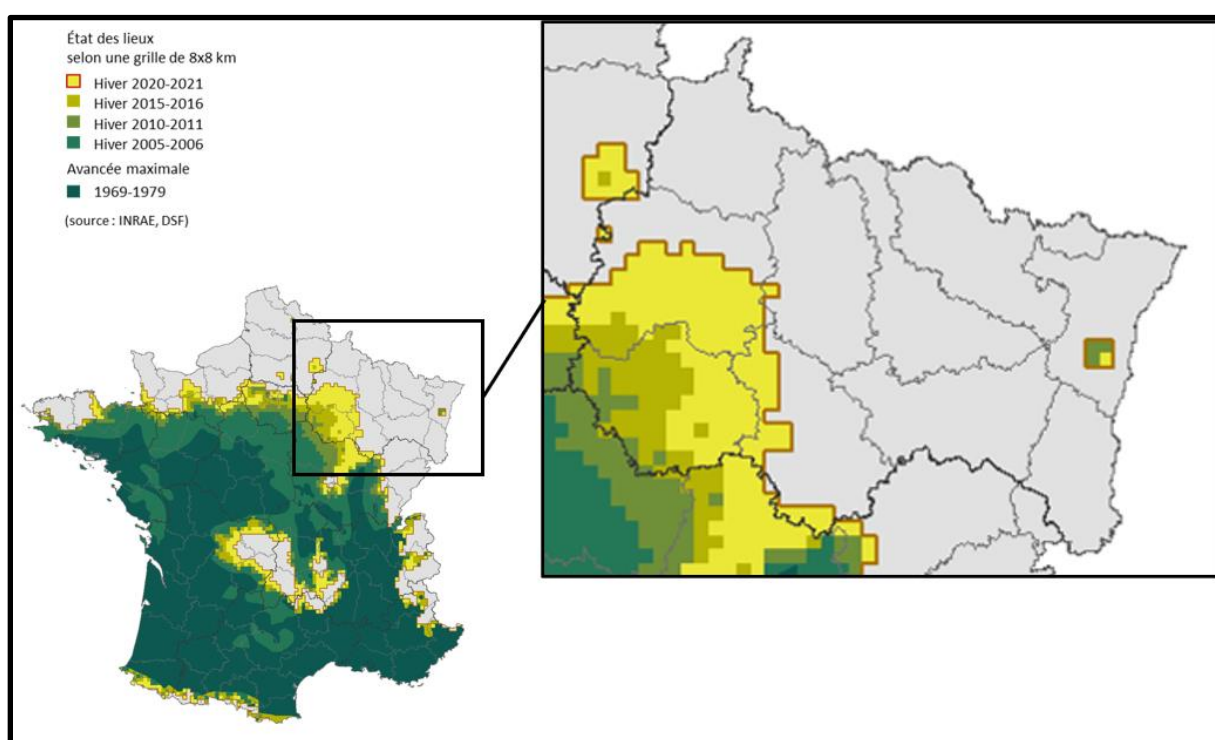 État des lieux
selon une grille de 8x8 km
Hiver 2020-2021
Hiver 2015-2016
Hiver 2010-2011
Hiver 2005-2006
Avancée maximale
1969-1979
(source : INRAE, DSF)